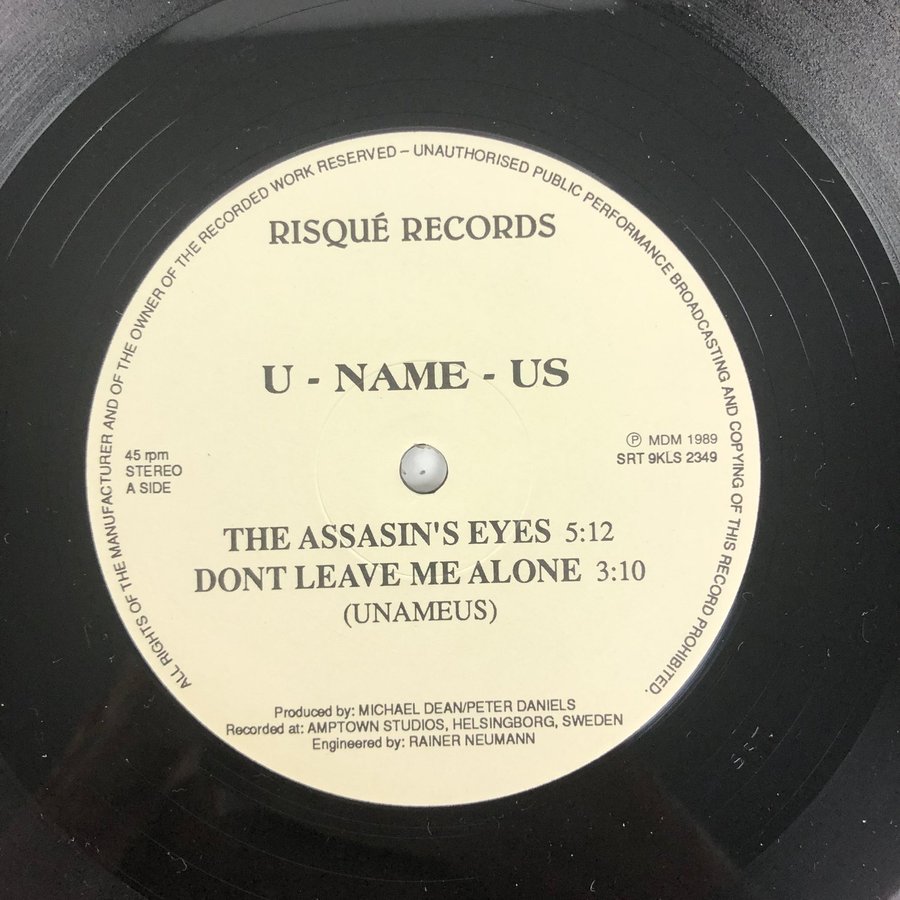 ALL RIGHTS OF THE MANUFACTURER AND OF THE OWNER OF THE RECORDED WORK RESERVED – UNAUTHORISED PUBLIC PERFORMANCE BROADCASTING AND COPYING OF THIS RECORD PROHIBITED.
RISQUÉ RECORDS
U - NAME - US
45 rpm
STEREO
A SIDE
℗ MDM 1989
SRT 9KLS 2349
THE ASSASIN'S EYES 5:12
DONT LEAVE ME ALONE 3:10
(UNAMEUS)
Produced by: MICHAEL DEAN/PETER DANIELS
Recorded at: AMPTOWN STUDIOS, HELSINGBORG, SWEDEN
Engineered by: RAINER NEUMANN